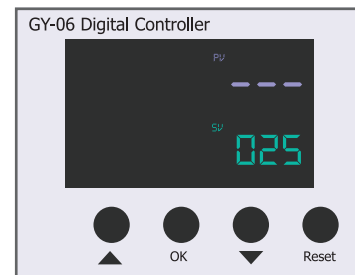 GY-06 Digital Controller
PV
---
SV
025
OK Reset